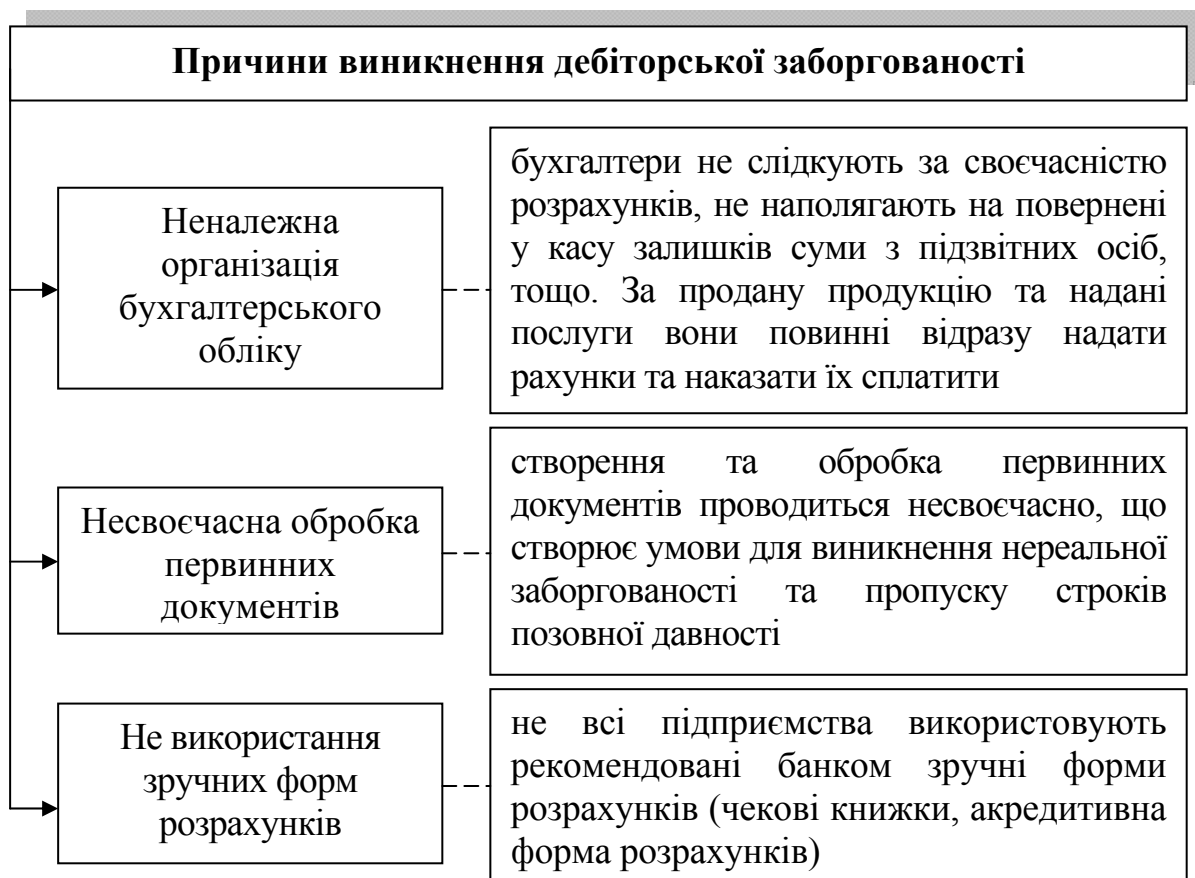 Причини виникнення дебіторської заборгованості
Неналежна
організація
бухгалтерського
обліку
бухгалтери не слідкують за своєчасністю
розрахунків, не наполягають на повернені
у касу залишків суми з підзвітних осіб,
тощо. За продану продукцію та надані
послуги вони повинні відразу надати
рахунки та наказати їх сплатити
Несвоєчасна обробка
первинних
документів
створення та обробка первинних
документів проводиться несвоєчасно, що
створює умови для виникнення нереальної
заборгованості та пропуску строків
позовної давності
Не використання
зручних форм
розрахунків
не всі підприємства використовують
рекомендовані банком зручні форми
розрахунків (чекові книжки, акредитивна
форма розрахунків)